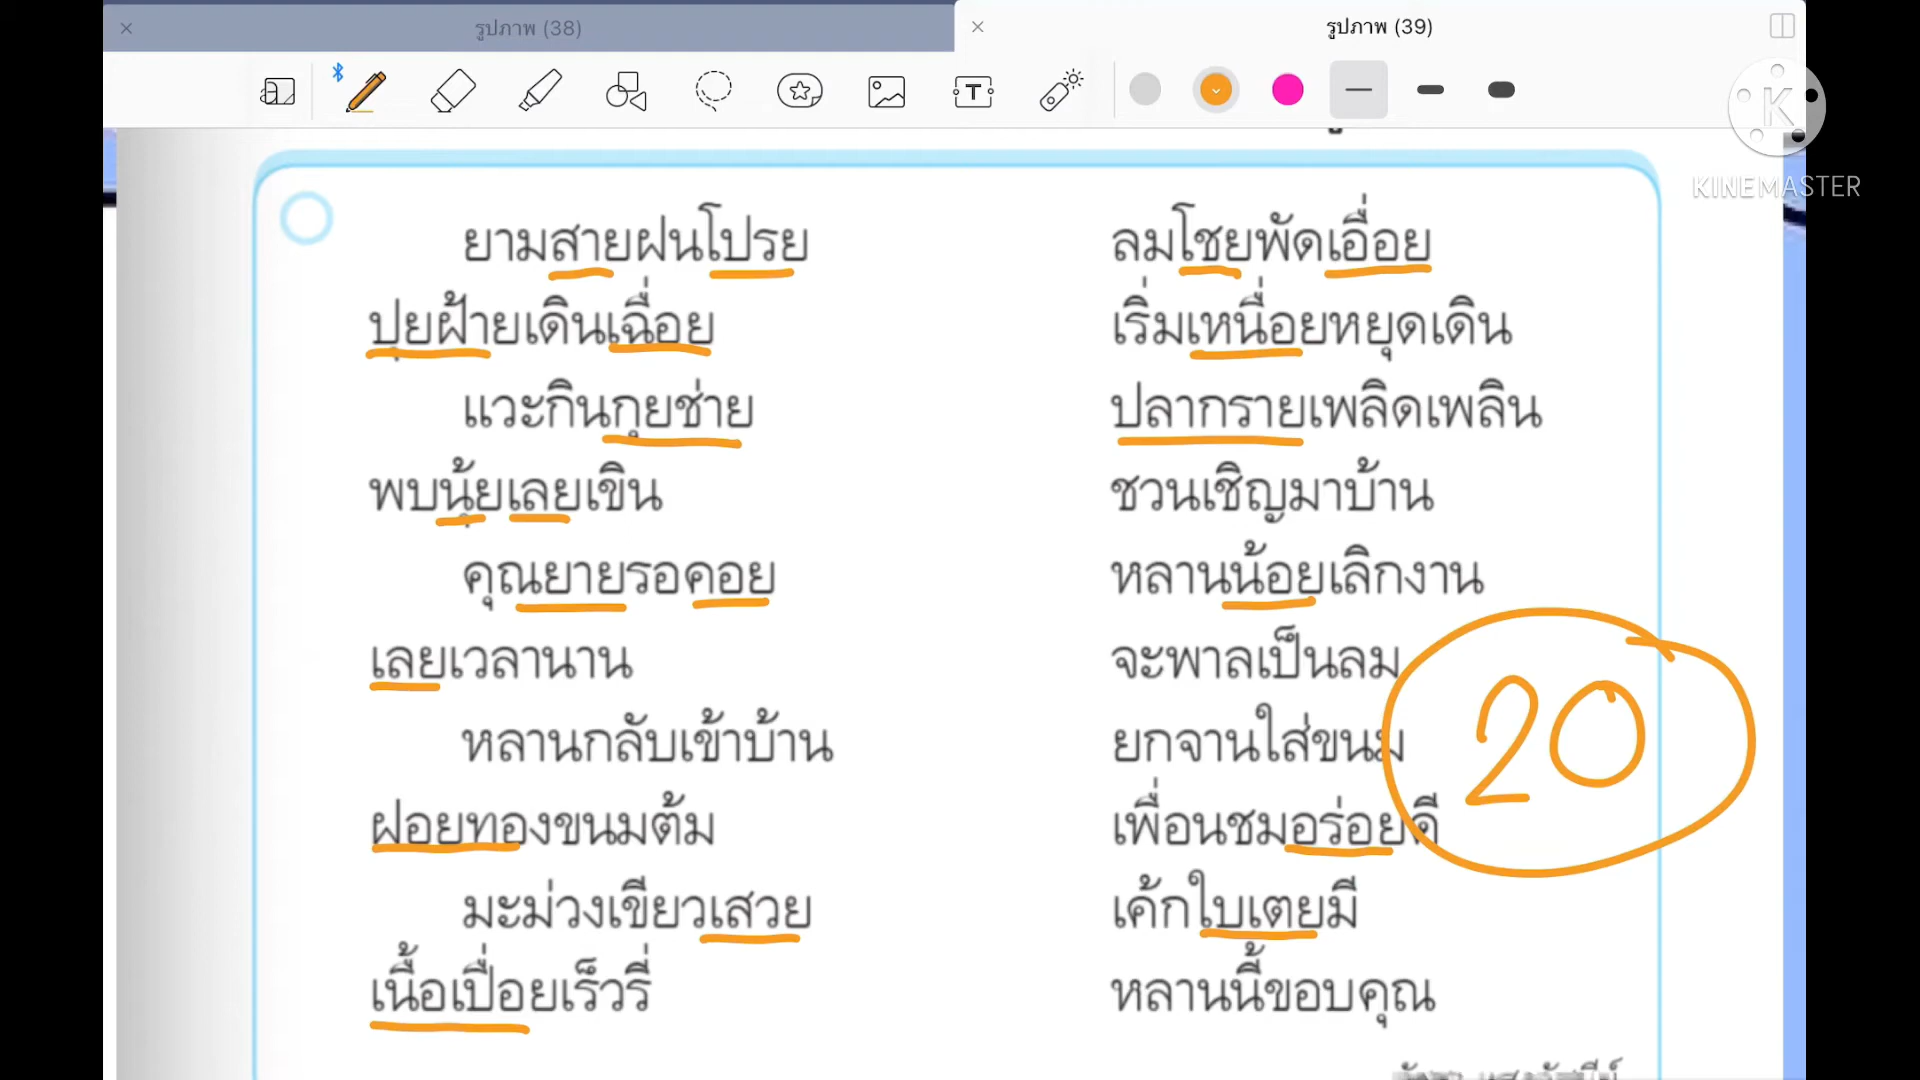 รูปภาพ (38)
รูปภาพ (39)
KINEMASTER
ยามสายฝนโปรย ลมโชยพัดเอื่อย
ปุยฝ้ายเดินเฉื่อย เริ่มเหนื่อยหยุดเดิน
แวะกินกุยช่าย ปลากรายเพลิดเพลิน
พบนุ้ยเลยเขิน ชวนเชิญมาบ้าน
คุณยายรอคอย หลานน้อยเลิกงาน
เลยเวลานาน จะพาลเป็นลม
หลานกลับเข้าบ้าน ยกจานใส่ขนม
20
ฝอยทองขนมต้ม เพื่อนชมอร่อยดี
มะม่วงเขียวเสวย เค้กใบเตยมี
เนื้อเปื่อยเร็วรี่ หลานนี้ขอบคุณ